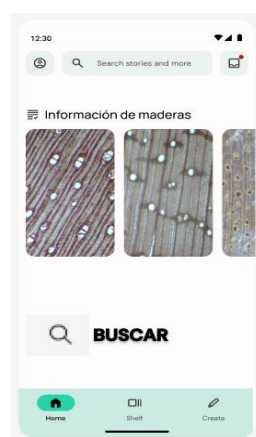 12:30
Search stories and more
Información de maderas
BUSCAR
Home
Shelf
Create